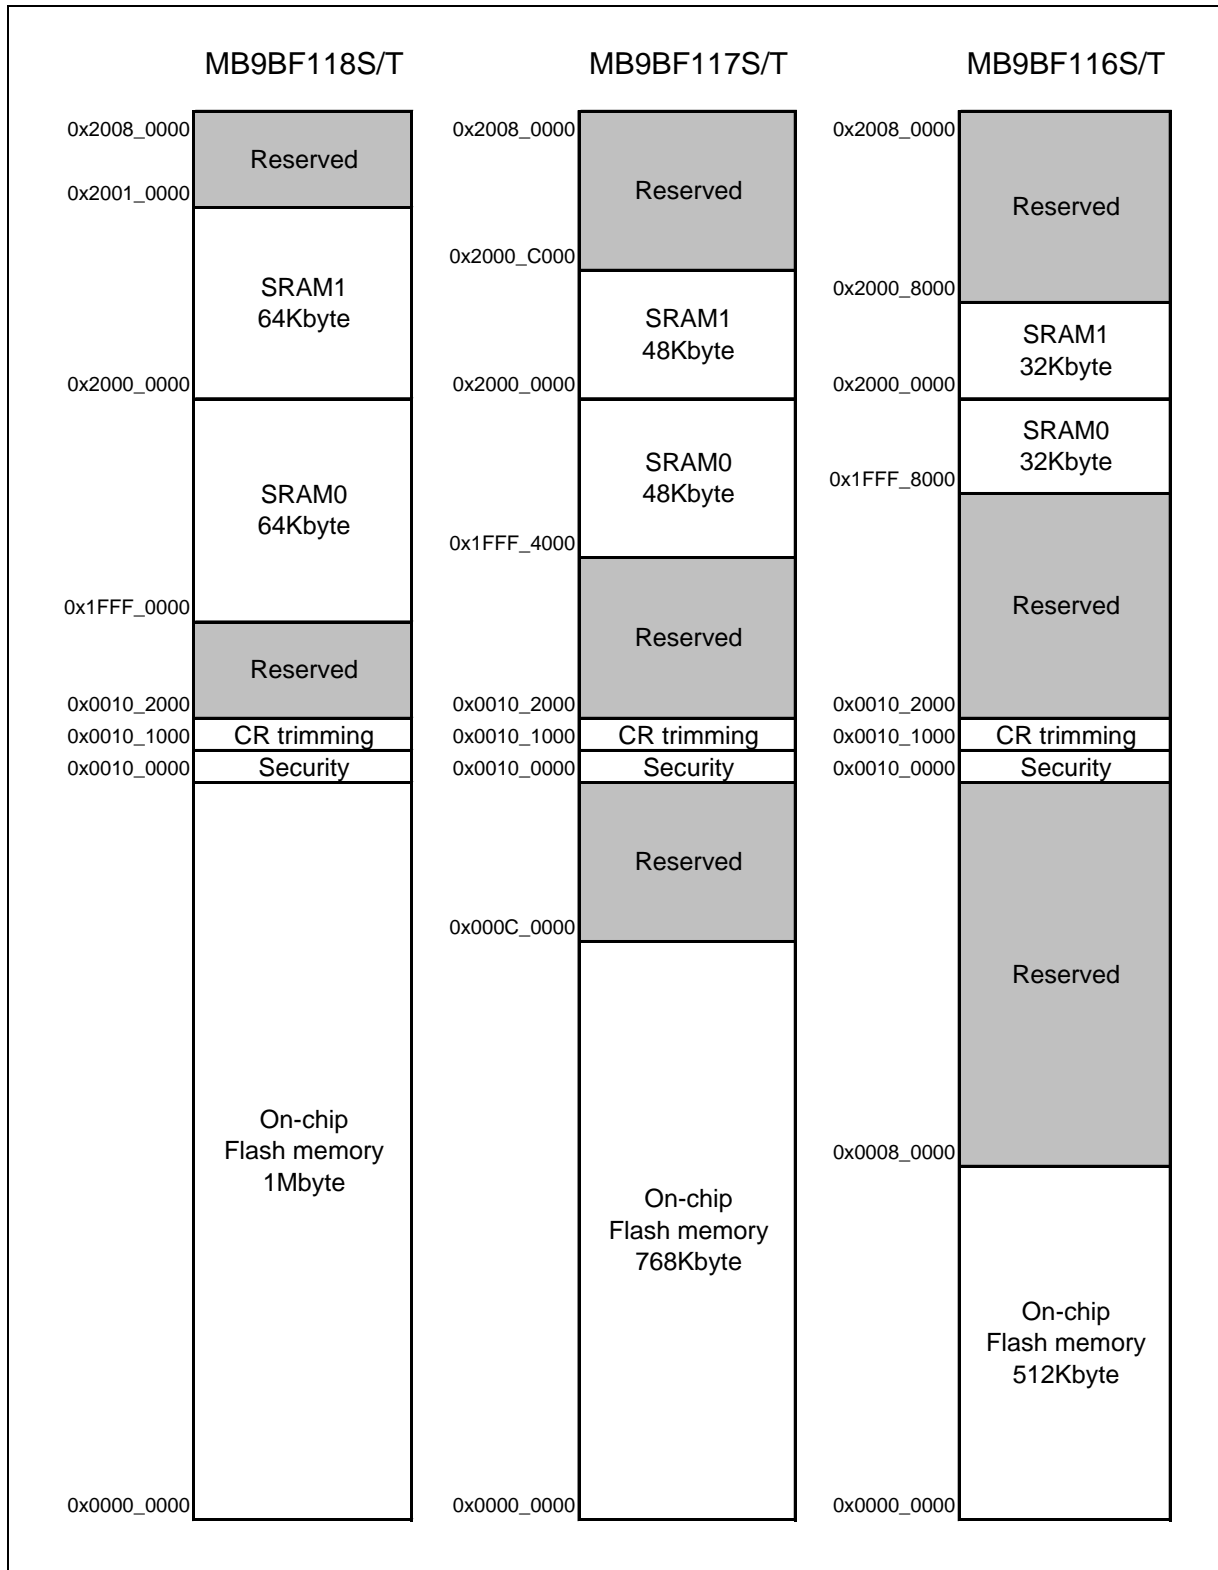 MB9BF118S/T
0x2008_0000
Reserved
0x2001_0000
SRAM1
64Kbyte
0x2000_0000
SRAM0
64Kbyte
0x1FFF_0000
Reserved
0x0010_2000
CR trimming
0x0010_1000
Security
0x0010_0000
On-chip
Flash memory
1Mbyte
0x0000_0000
MB9BF117S/T
0x2008_0000
Reserved
0x2000_C000
SRAM1
48Kbyte
0x2000_0000
SRAM0
48Kbyte
0x1FFF_4000
Reserved
0x0010_2000
CR trimming
0x0010_1000
Security
0x0010_0000
Reserved
0x000C_0000
On-chip
Flash memory
768Kbyte
0x0000_0000
MB9BF116S/T
0x2008_0000
Reserved
0x2000_8000
SRAM1
32Kbyte
0x2000_0000
SRAM0
32Kbyte
0x1FFF_8000
Reserved
0x0010_2000
CR trimming
0x0010_1000
Security
0x0010_0000
Reserved
0x0008_0000
On-chip
Flash memory
512Kbyte
0x0000_0000